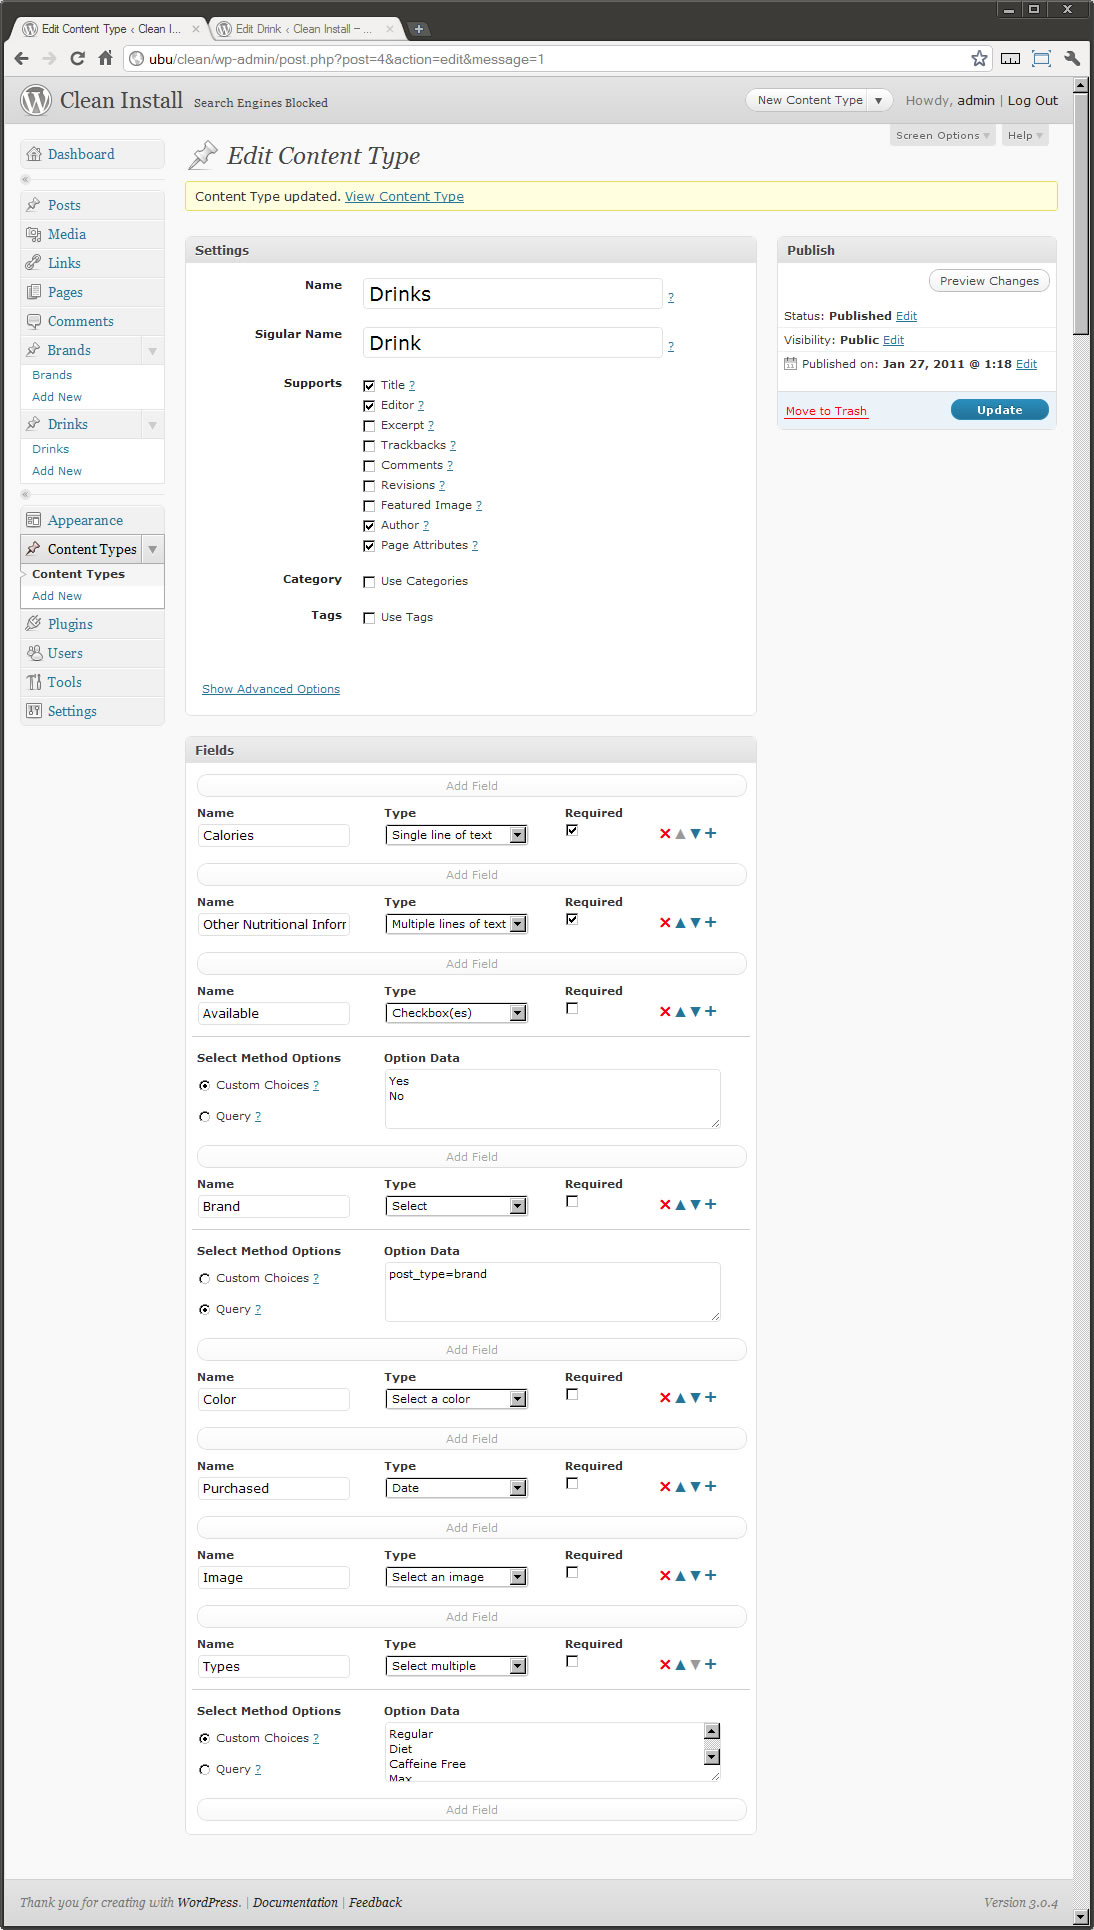 Edit Content Type ‹ Clean I...
Edit Drink ‹ Clean Install – ...
ubu/clean/wp-admin/post.php?post=4&action=edit&message=1
Clean Install Search Engines Blocked
New Content Type
Howdy, admin | Log Out
Screen Options
Help
Edit Content Type
Content Type updated. View Content Type
Dashboard
Posts
Media
Links
Pages
Comments
Brands
Brands
Add New
Drinks
Drinks
Add New
Appearance
Content Types
Content Types
Add New
Plugins
Users
Tools
Settings
Settings
Name
Drinks
?
Sigular Name
Drink
?
Supports
Title ?
Editor ?
Excerpt ?
Trackbacks ?
Comments ?
Revisions ?
Featured Image ?
Author ?
Page Attributes ?
Category
Use Categories
Tags
Use Tags
Show Advanced Options
Publish
Preview Changes
Status: Published Edit
Visibility: Public Edit
Published on: Jan 27, 2011 @ 1:18 Edit
Move to Trash
Update
Fields
Add Field
Name Type Required
Calories Single line of text
Add Field
Name Type Required
Other Nutritional Inforr Multiple lines of text
Add Field
Name Type Required
Available Checkbox(es)
Select Method Options Option Data
Custom Choices ?
Query ?
Yes
No
Add Field
Name Type Required
Brand Select
Select Method Options Option Data
Custom Choices ?
Query ?
post_type=brand
Add Field
Name Type Required
Color Select a color
Add Field
Name Type Required
Purchased Date
Add Field
Name Type Required
Image Select an image
Add Field
Name Type Required
Types Select multiple
Select Method Options Option Data
Custom Choices ?
Query ?
Regular
Diet
Caffeine Free
Max
Add Field
Thank you for creating with WordPress. | Documentation | Feedback
Version 3.0.4